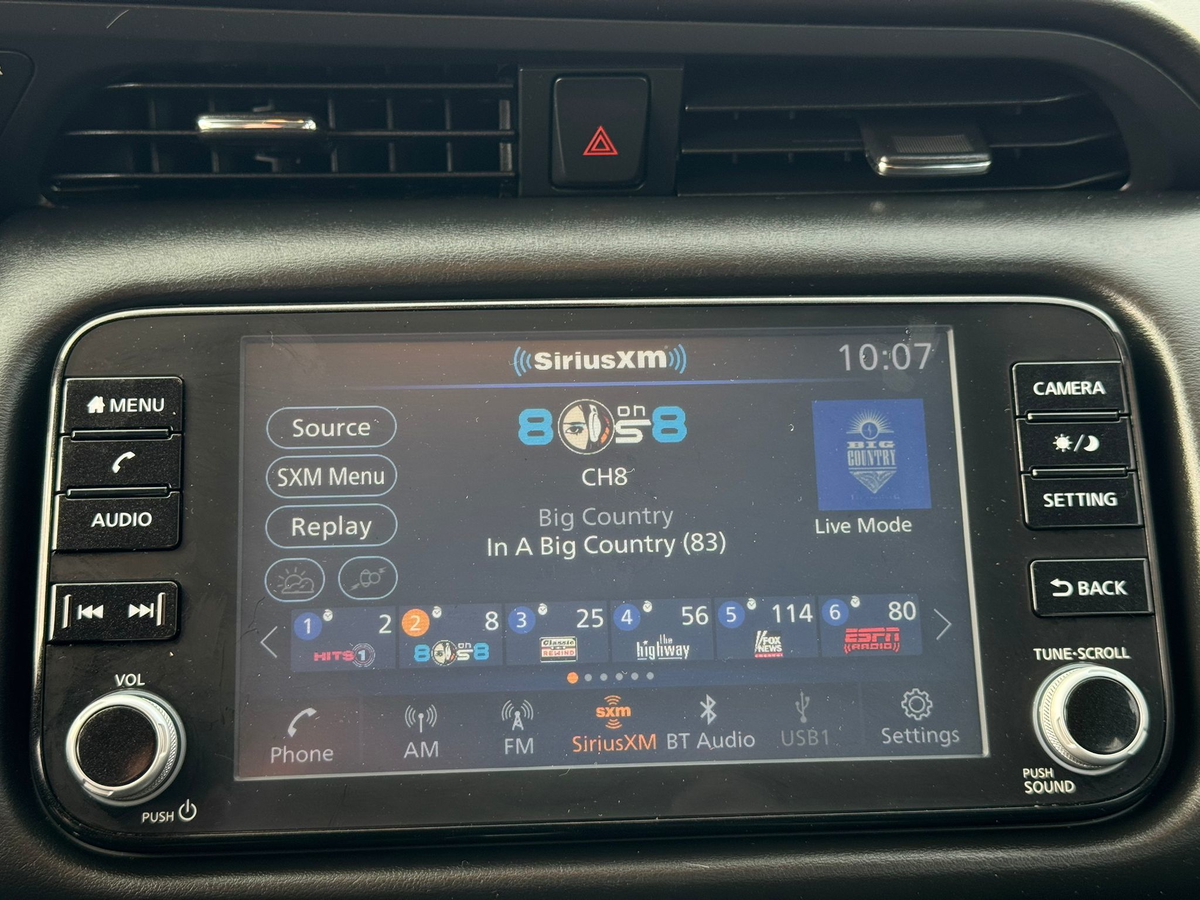 SiriusXM
10:07
MENU
AUDIO
VOL
PUSH
Source
SXM Menu
Replay
80s on 8
CH8
Big Country
In A Big Country (83)
BIG
COUNTRY
Live Mode
1 2
HITS 1
2 8
80s on 8
3 25
Classic
REWIND
4 56
the
highway
5 114
FOX
NEWS
6 80
ESPN
RADIO
Phone
AM
FM
sxm
SiriusXM
BT Audio
USB1
Settings
CAMERA
SETTING
BACK
TUNE·SCROLL
PUSH
SOUND